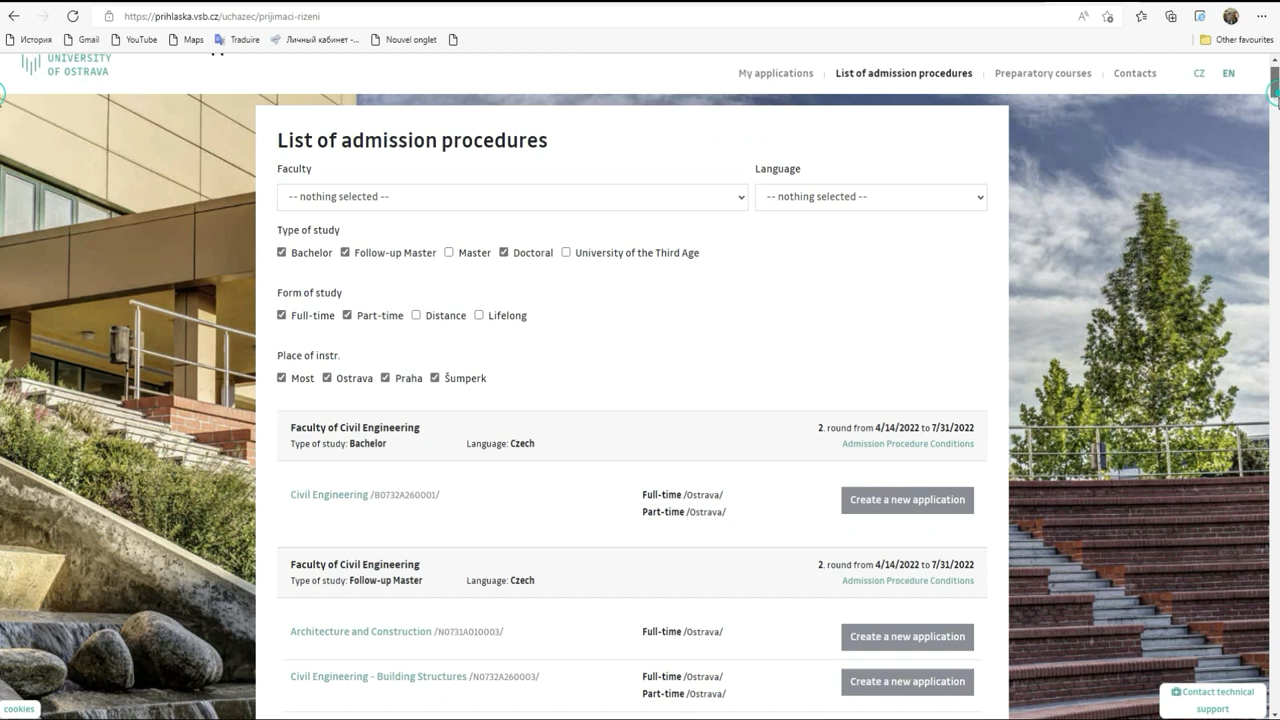 https://prihlaska.vsb.cz/uchazec/prijimaci-rizeni
История Gmail YouTube Maps Traduire Личный кабинет -... Nouvel onglet Other favourites
UNIVERSITY
OF OSTRAVA
My applications List of admission procedures Preparatory courses Contacts CZ EN
List of admission procedures
Faculty Language
-- nothing selected -- -- nothing selected --
Type of study
Bachelor Follow-up Master Master Doctoral University of the Third Age
Form of study
Full-time Part-time Distance Lifelong
Place of instr.
Most Ostrava Praha Šumperk
Faculty of Civil Engineering 2. round from 4/14/2022 to 7/31/2022
Type of study: Bachelor Language: Czech Admission Procedure Conditions
Civil Engineering /B0732A260001/ Full-time /Ostrava/ Create a new application
Part-time /Ostrava/
Faculty of Civil Engineering 2. round from 4/14/2022 to 7/31/2022
Type of study: Follow-up Master Language: Czech Admission Procedure Conditions
Architecture and Construction /N0731A010003/ Full-time /Ostrava/ Create a new application
Civil Engineering - Building Structures /N0732A260003/ Full-time /Ostrava/ Create a new application
Part-time /Ostrava/
Contact technical
support
cookies